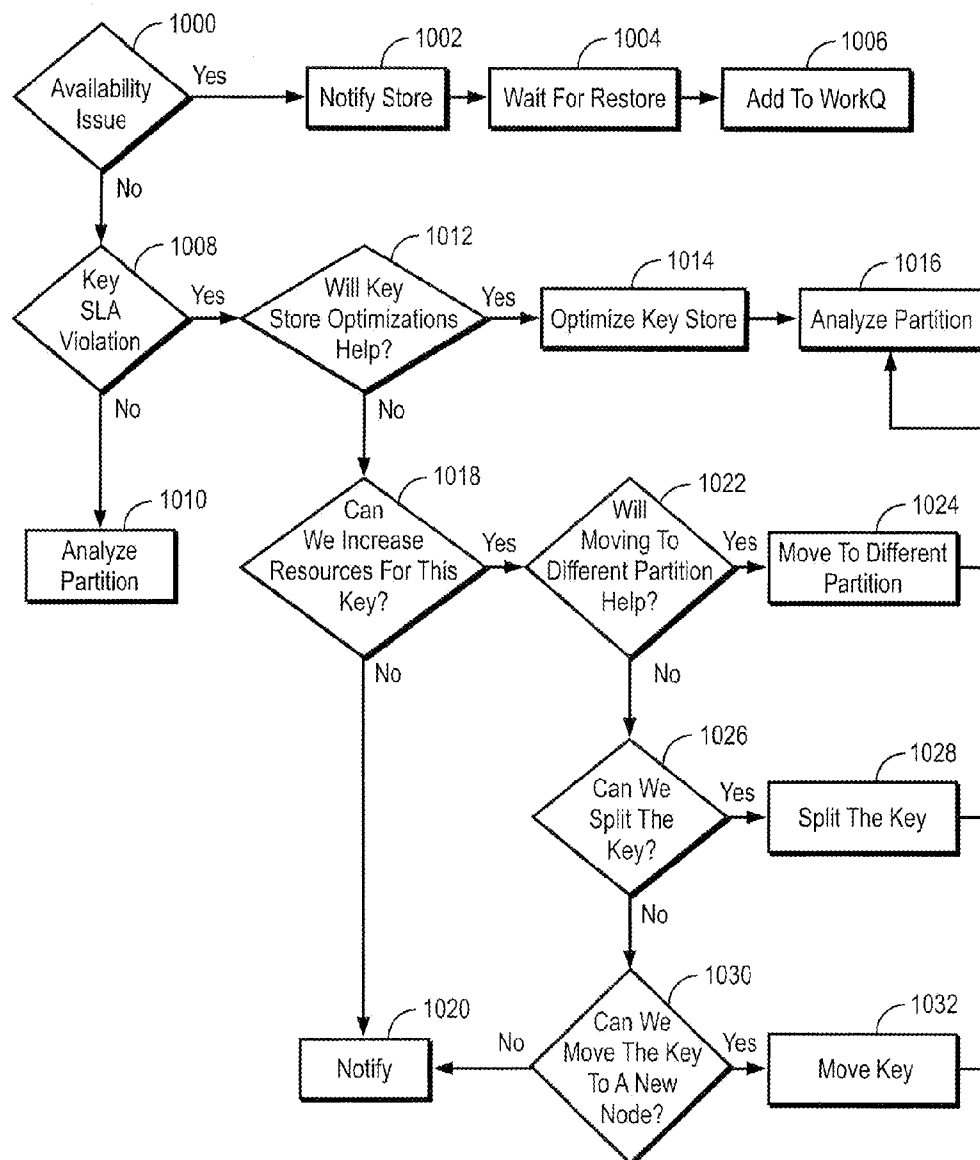 1000
Availability
Issue
Yes
1002
Notify Store
1004
Wait For Restore
1006
Add To WorkQ
No
1008
Key
SLA
Violation
Yes
1012
Will Key
Store Optimizations
Help?
Yes
1014
Optimize Key Store
1016
Analyze Partition
No
No
1010
Analyze
Partition
1018
Can
We Increase
Resources For This
Key?
Yes
1022
Will
Moving To
Different Partition
Help?
Yes
1024
Move To Different
Partition
No
No
1026
Can We
Split The
Key?
Yes
1028
Split The Key
No
1020
Notify
No
1030
Can We
Move The Key
To A New
Node?
Yes
1032
Move Key